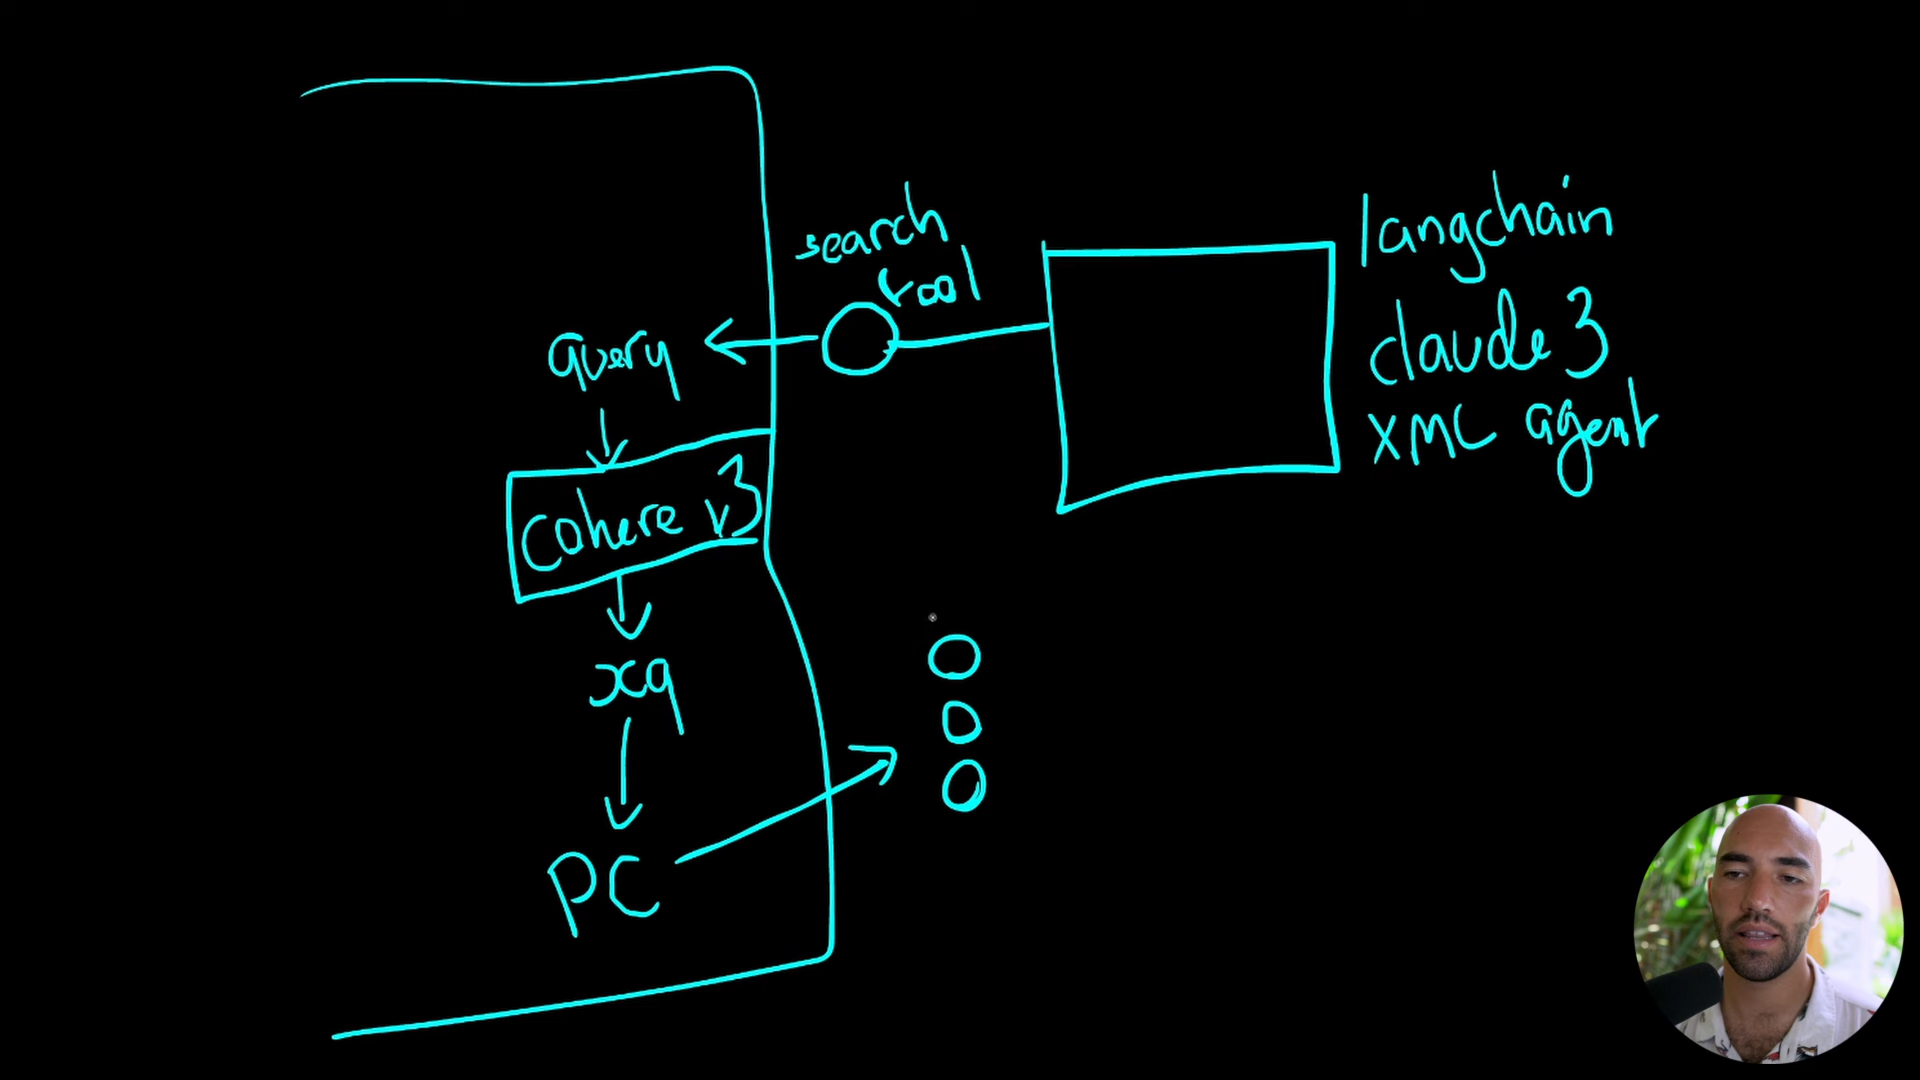 search
tool
query
cohere v3
xq
PC
langchain
claude 3
XML agent